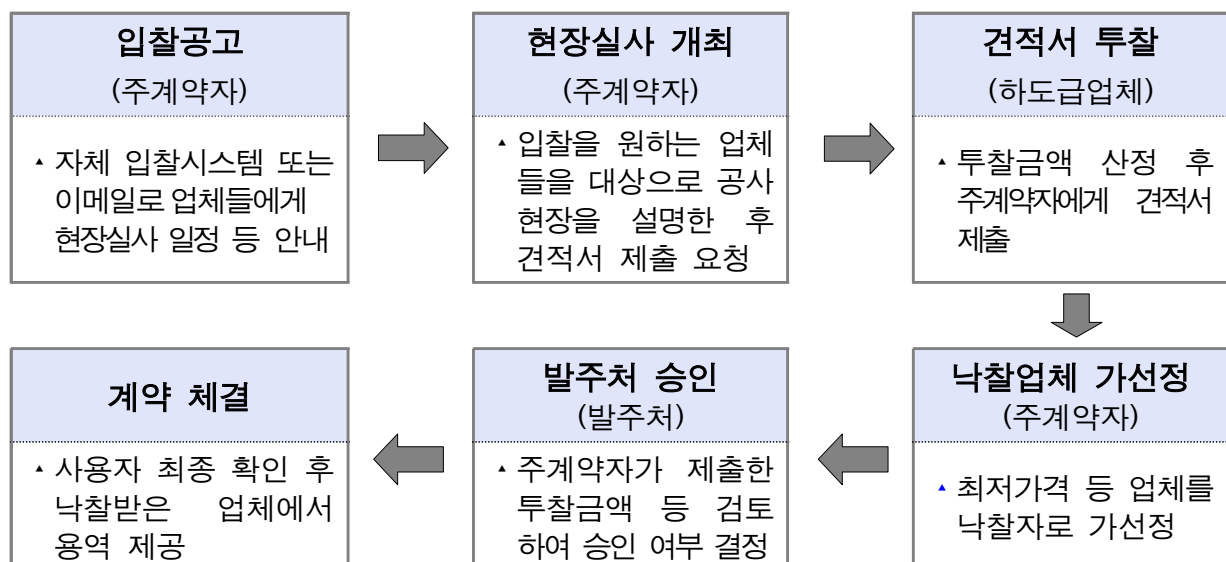 입찰공고
(주계약자)
▴ 자체 입찰시스템 또는
이메일로 업체들에게
현장실사 일정 등 안내
현장실사 개최
(주계약자)
▴ 입찰을 원하는 업체
들을 대상으로 공사
현장을 설명한 후
견적서 제출 요청
견적서 투찰
(하도급업체)
▴ 투찰금액 산정 후
주계약자에게 견적서
제출
낙찰업체 가선정
(주계약자)
▴ 최저가격 등 업체를
낙찰자로 가선정
발주처 승인
(발주처)
▴ 주계약자가 제출한
투찰금액 등 검토
하여 승인 여부 결정
계약 체결
▴ 사용자 최종 확인 후
낙찰받은 업체에서
용역 제공